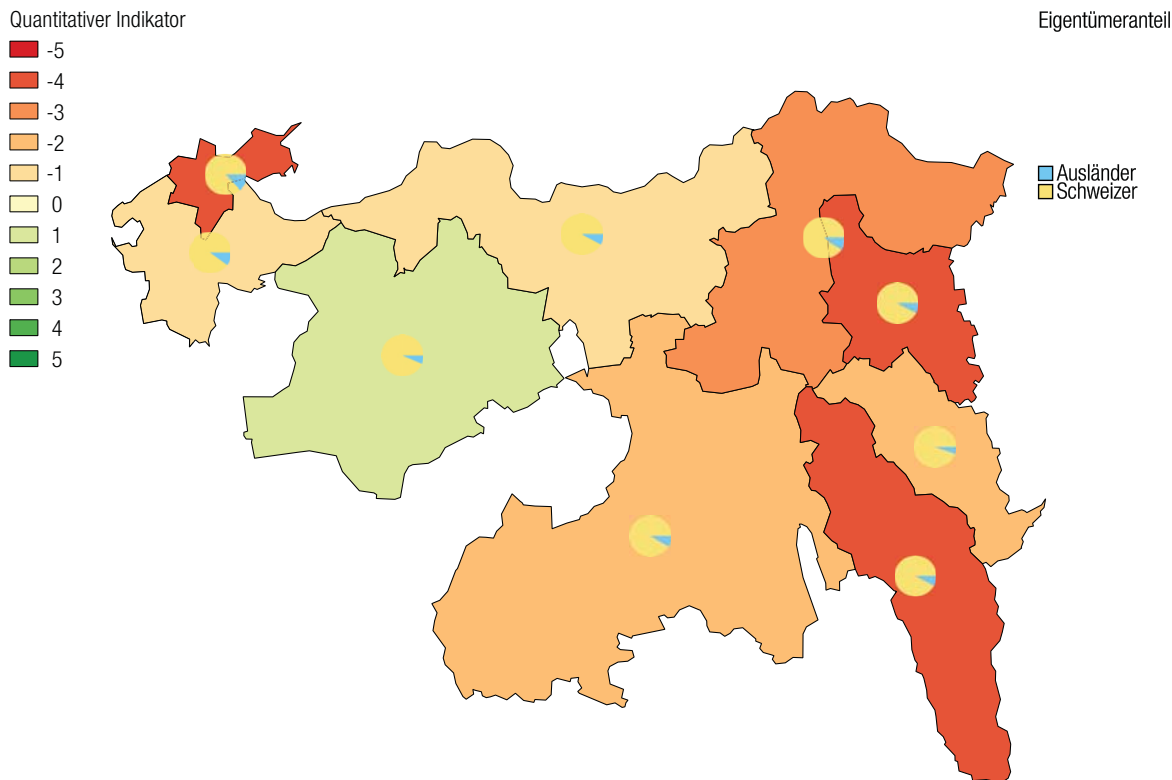 Quantitativer Indikator
-5
-4
-3
-2
-1
0
1
2
3
4
5
Eigentümeranteil
Ausländer
Schweizer